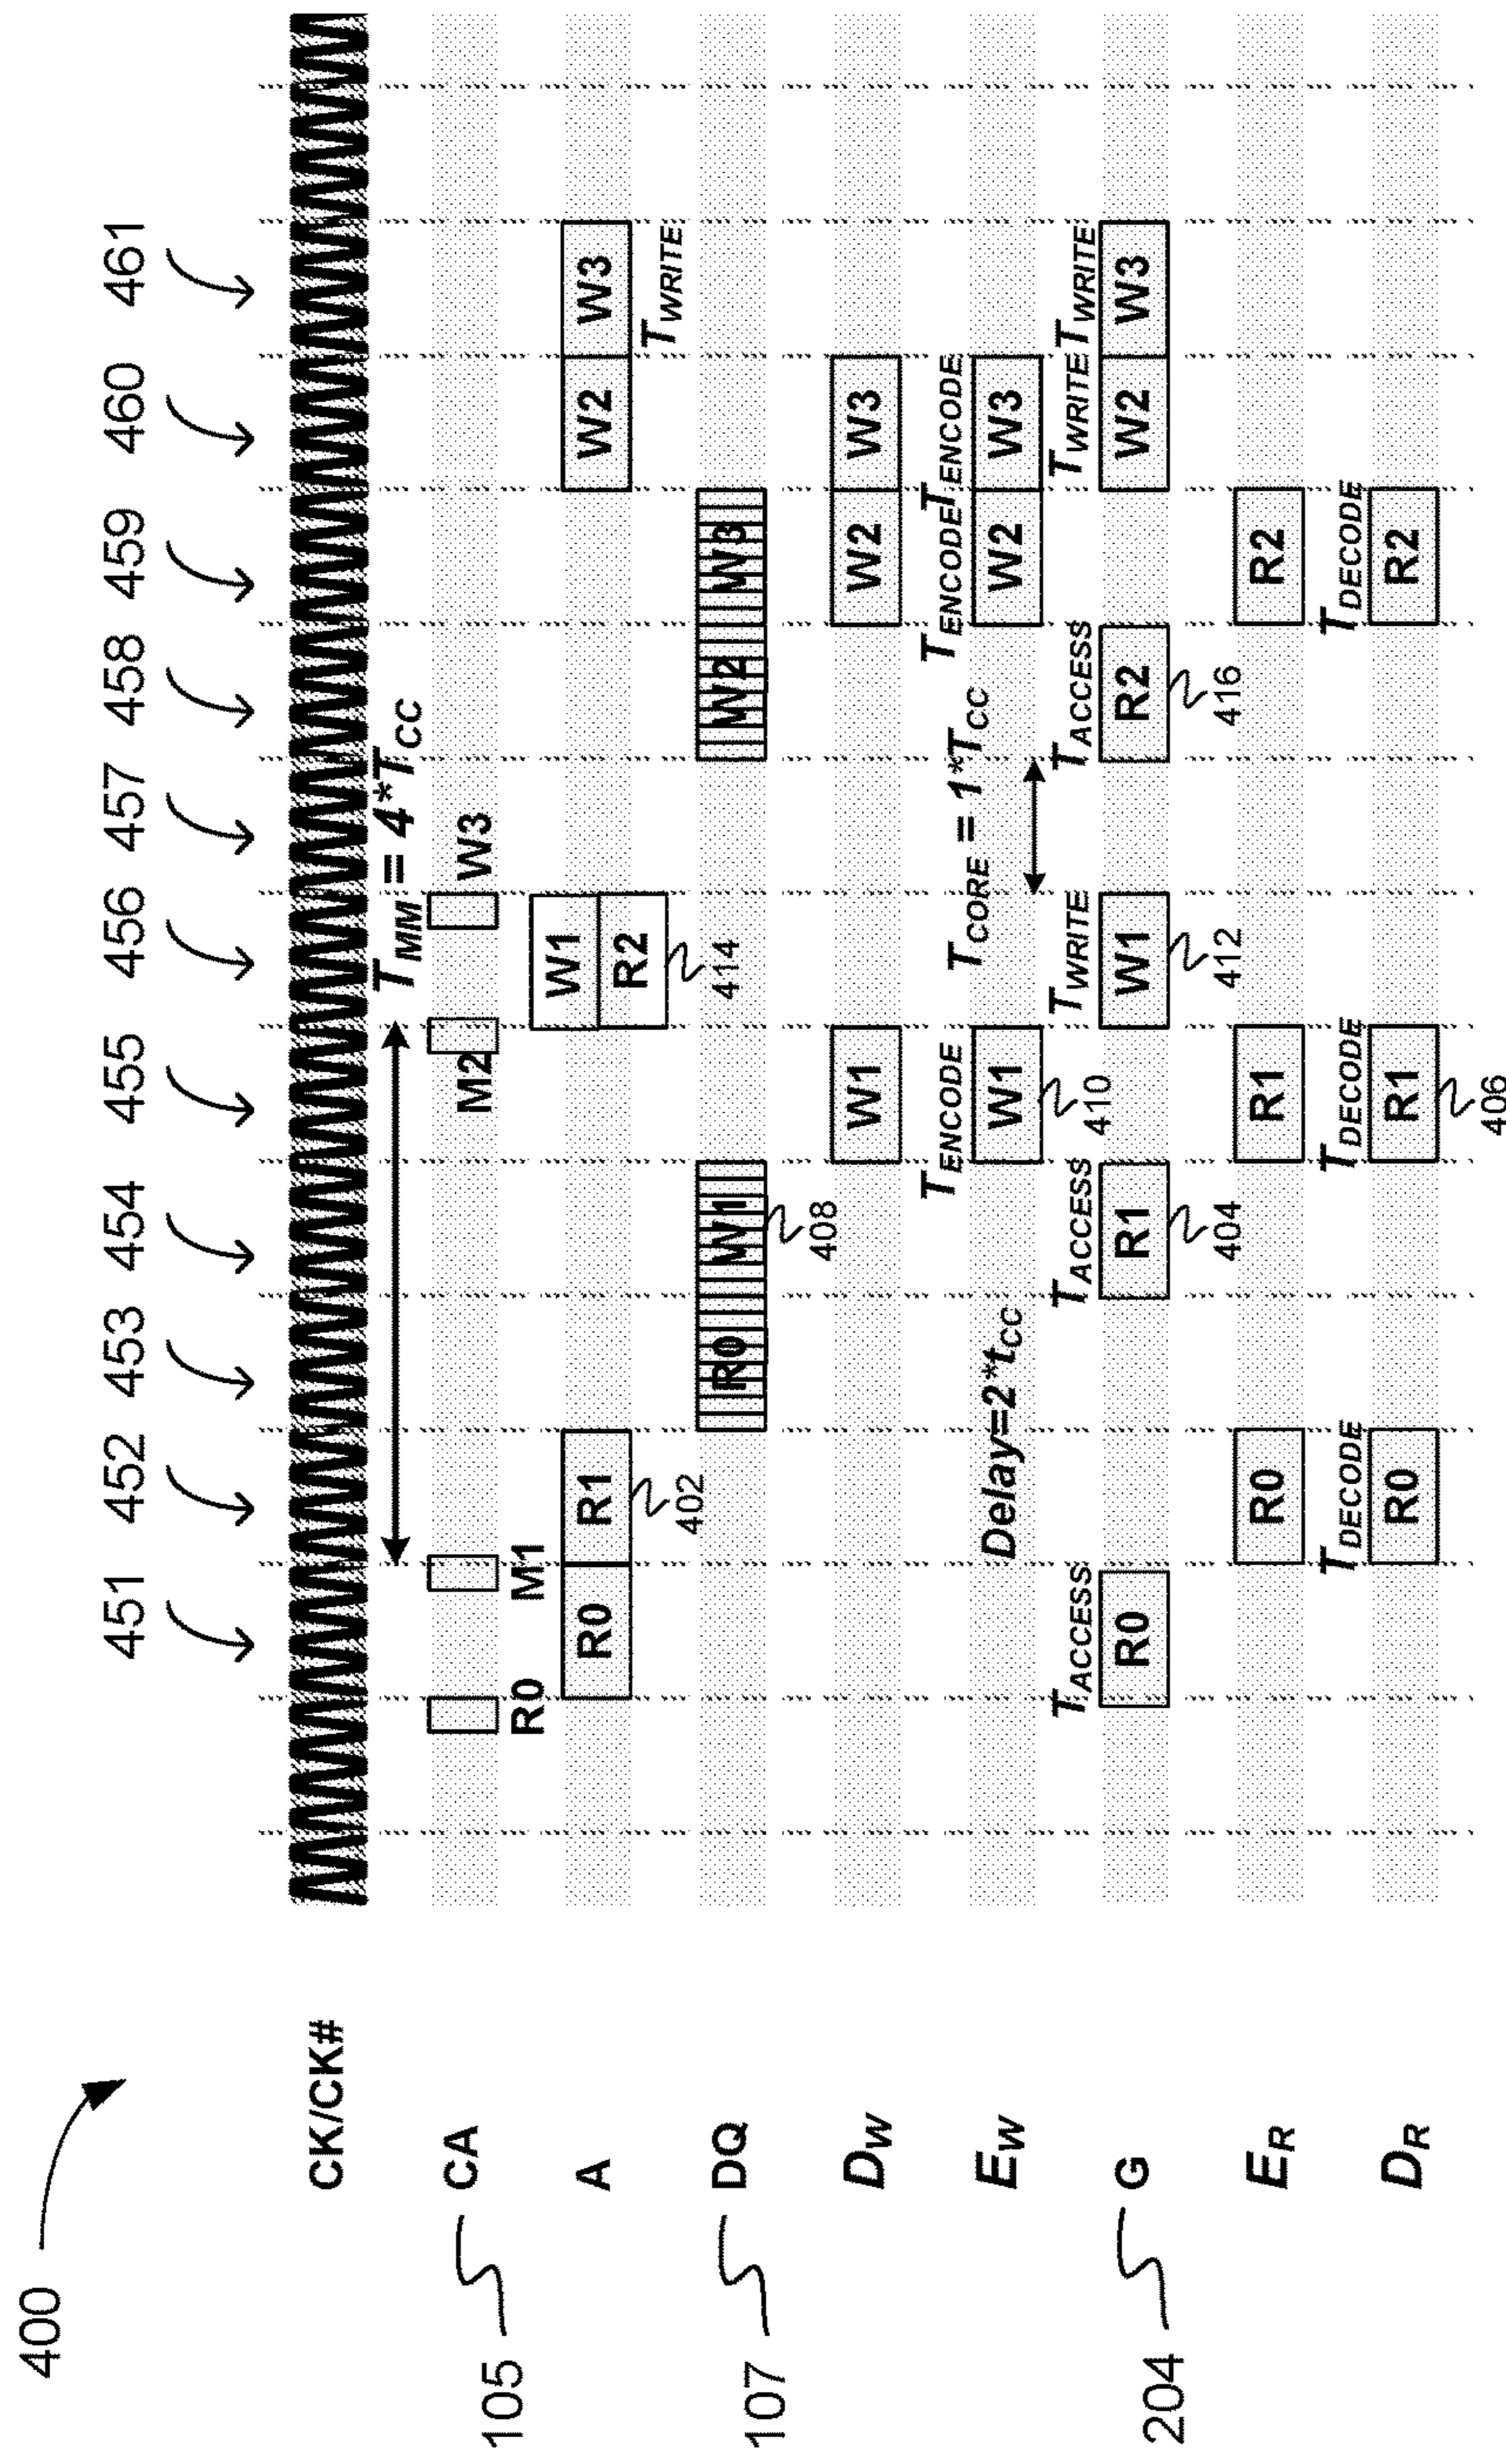 400
451 452 453 454 455 456 457 458 459 460 461
CK/CK#
T_MM = 4*T_CC
105
CA
R0 M1 M2 W3
A
R0 R1 W1 W2 W3
R2
402 414 T_WRITE
107
DQ
R0 W1 W2 W3
408
D_W
W1 W2 W3
T_ENCODE T_ENCODE T_ENCODE
E_W
W1 W2 W3
Delay=2*t_CC
410
T_CORE = 1*T_CC
T_ACCESS T_ACCESS T_WRITE T_ACCESS T_WRITE T_WRITE
204
G
R0 R1 W1 R2 W2 W3
404 412 416
E_R
R0 R1 R2
T_DECODE T_DECODE T_DECODE
D_R
R0 R1 R2
406